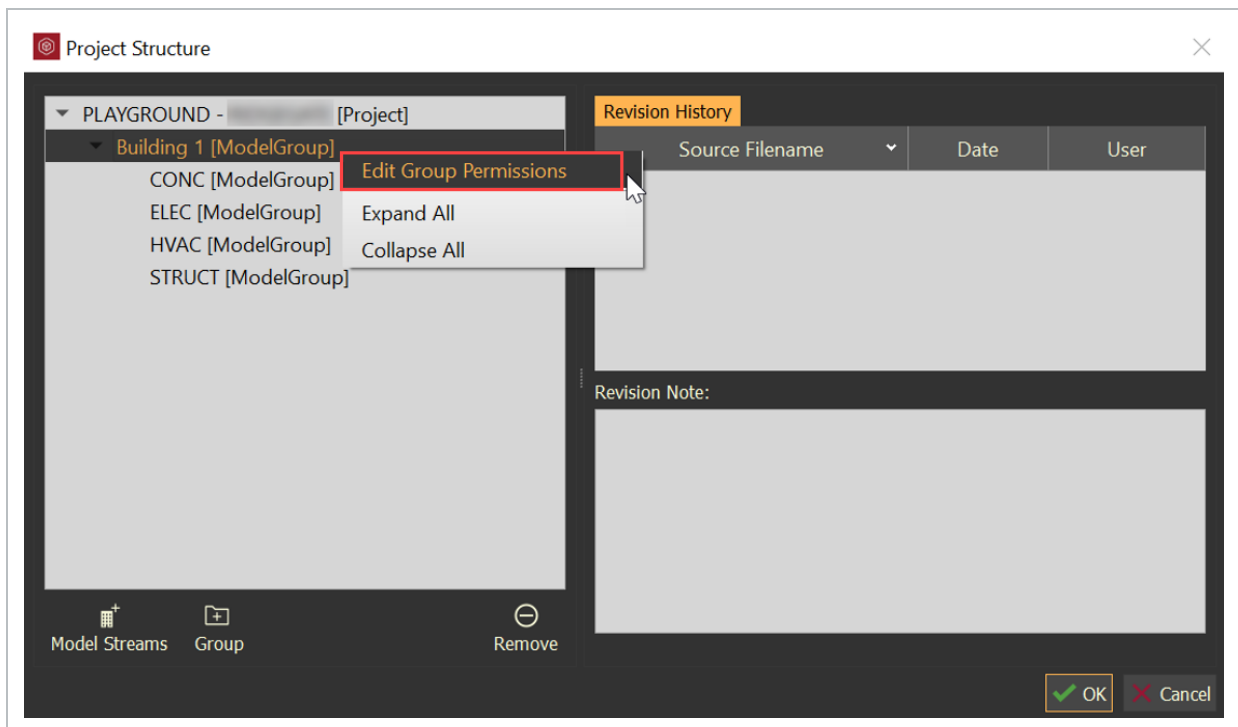 Project Structure
PLAYGROUND - [Project]
Building 1 [ModelGroup]
CONC [ModelGroup]
ELEC [ModelGroup]
HVAC [ModelGroup]
STRUCT [ModelGroup]
Edit Group Permissions
Expand All
Collapse All
Model Streams
Group
Remove
Revision History
Source Filename Date User
Revision Note:
OK Cancel